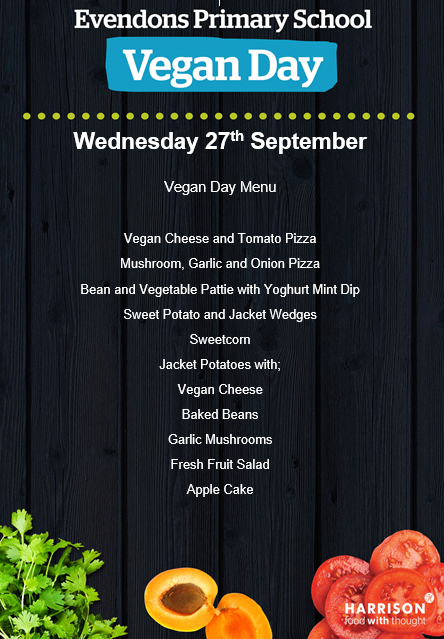 Evendons Primary School
Vegan Day
Wednesday 27th September
Vegan Day Menu
Vegan Cheese and Tomato Pizza
Mushroom, Garlic and Onion Pizza
Bean and Vegetable Pattie with Yoghurt Mint Dip
Sweet Potato and Jacket Wedges
Sweetcorn
Jacket Potatoes with;
Vegan Cheese
Baked Beans
Garlic Mushrooms
Fresh Fruit Salad
Apple Cake
HARRISON
food with thought